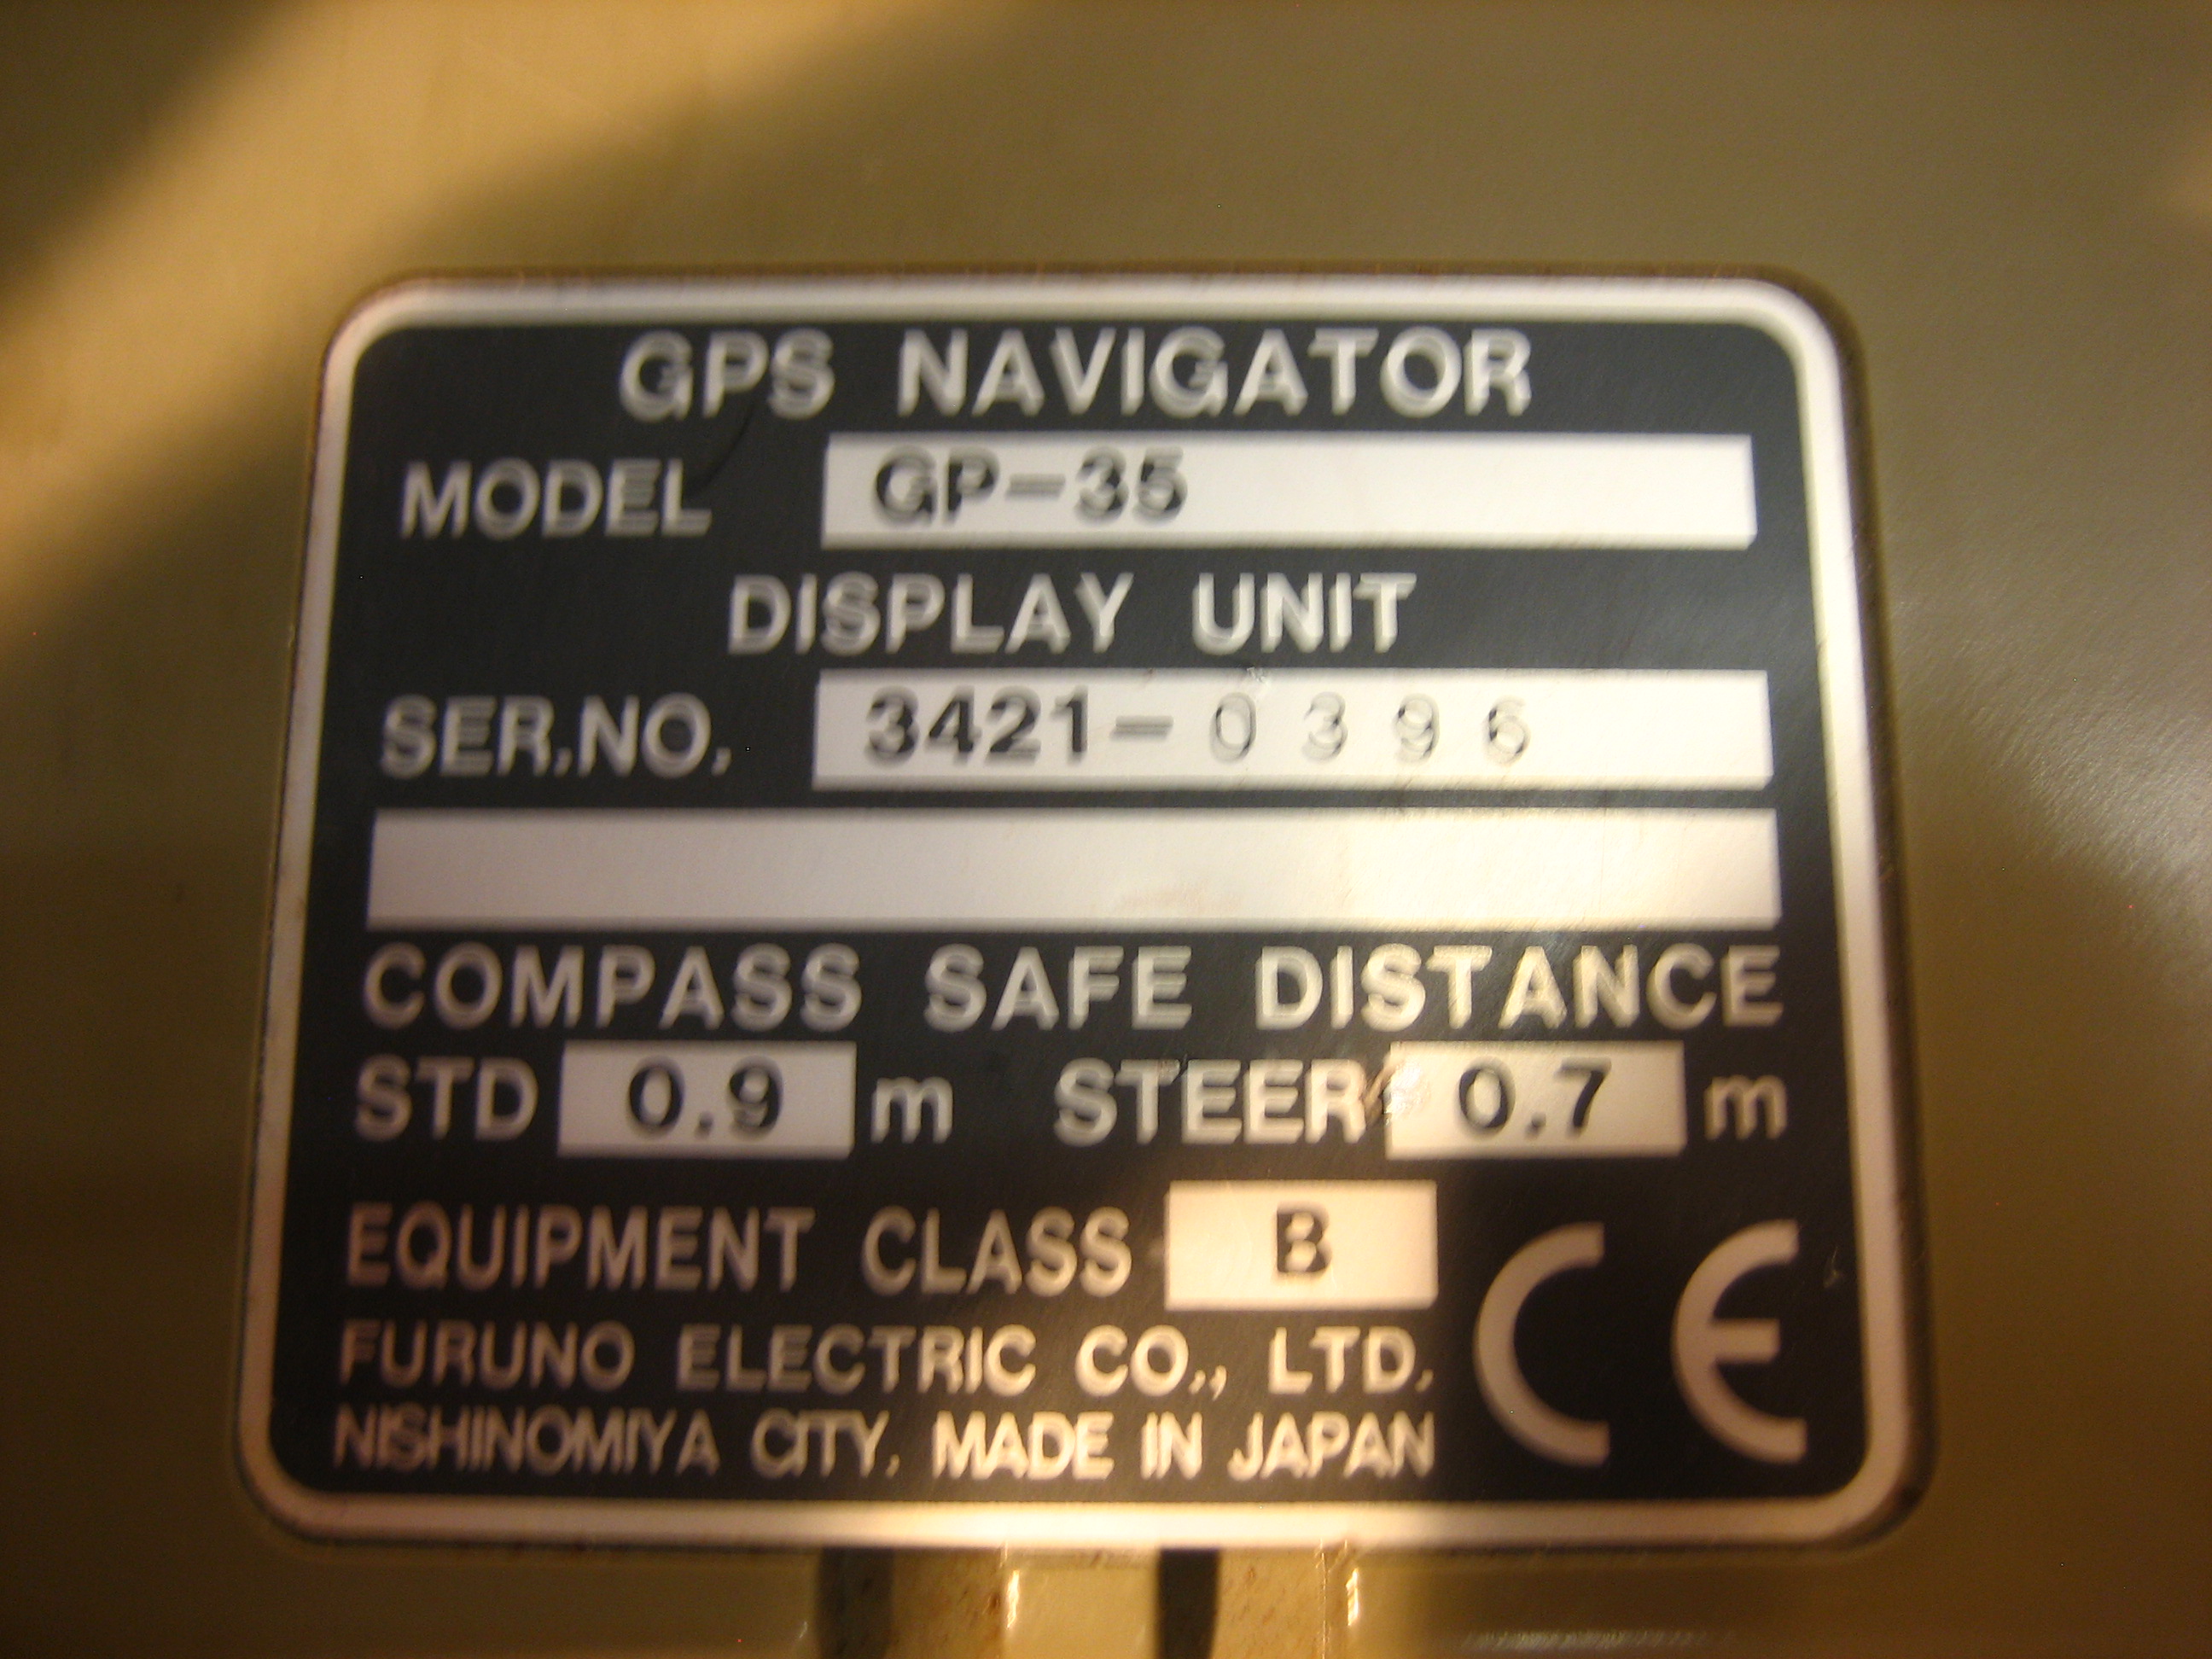 GPS NAVIGATOR
MODEL GP-35
DISPLAY UNIT
SER.NO. 3421-0396
COMPASS SAFE DISTANCE
STD 0.9 m STEER 0.7 m
EQUIPMENT CLASS B
FURUNO ELECTRIC CO., LTD.
NISHINOMIYA CITY, MADE IN JAPAN
CE